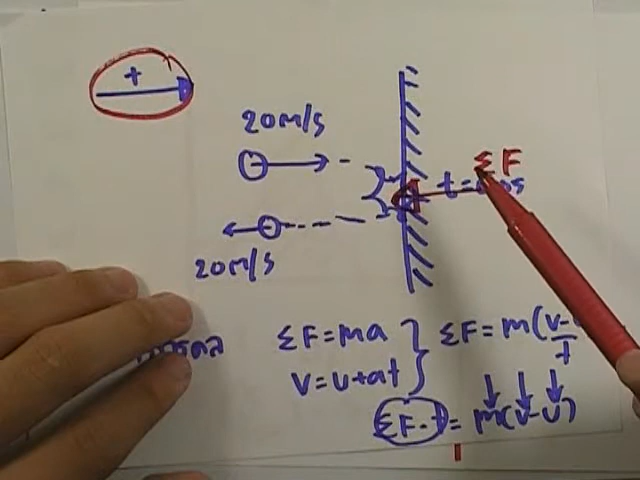 +
20m/s
ΣF
20m/s
ΣF=ma
ΣF=m(v-
v=u+at
t
ΣF·t=m(v-u)